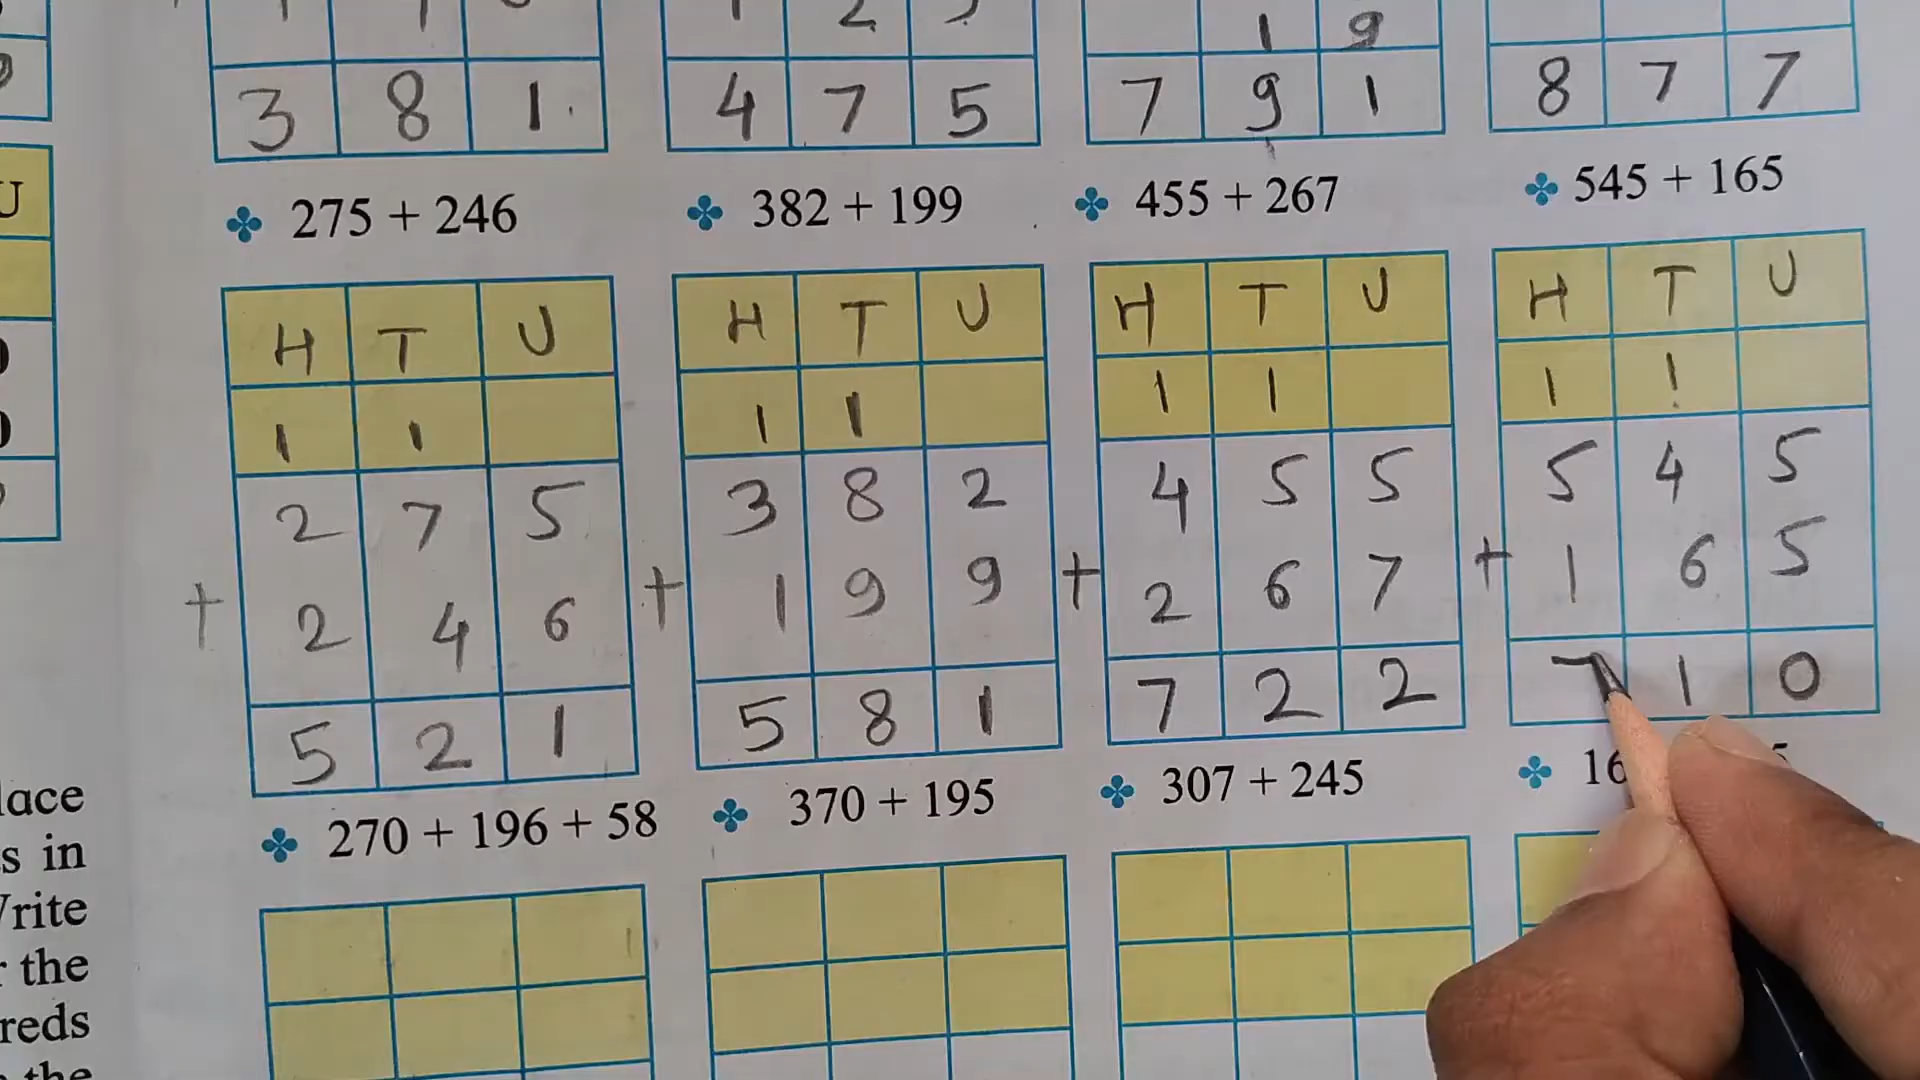 1 9
3 8 1 4 7 5 7 9 1 8 7 7
275 + 246 382 + 199 455 + 267 545 + 165
U
H T U H T U H T U H T U
1 1 1 1 1 1 1 1
2 7 5 3 8 2 4 5 5 5 4 5
+ 2 4 6 + 1 9 9 + 2 6 7 + 1 6 5
5 2 1 5 8 1 7 2 2 7 1 0
270 + 196 + 58 370 + 195 307 + 245 16
lace
s in
the
reds
the